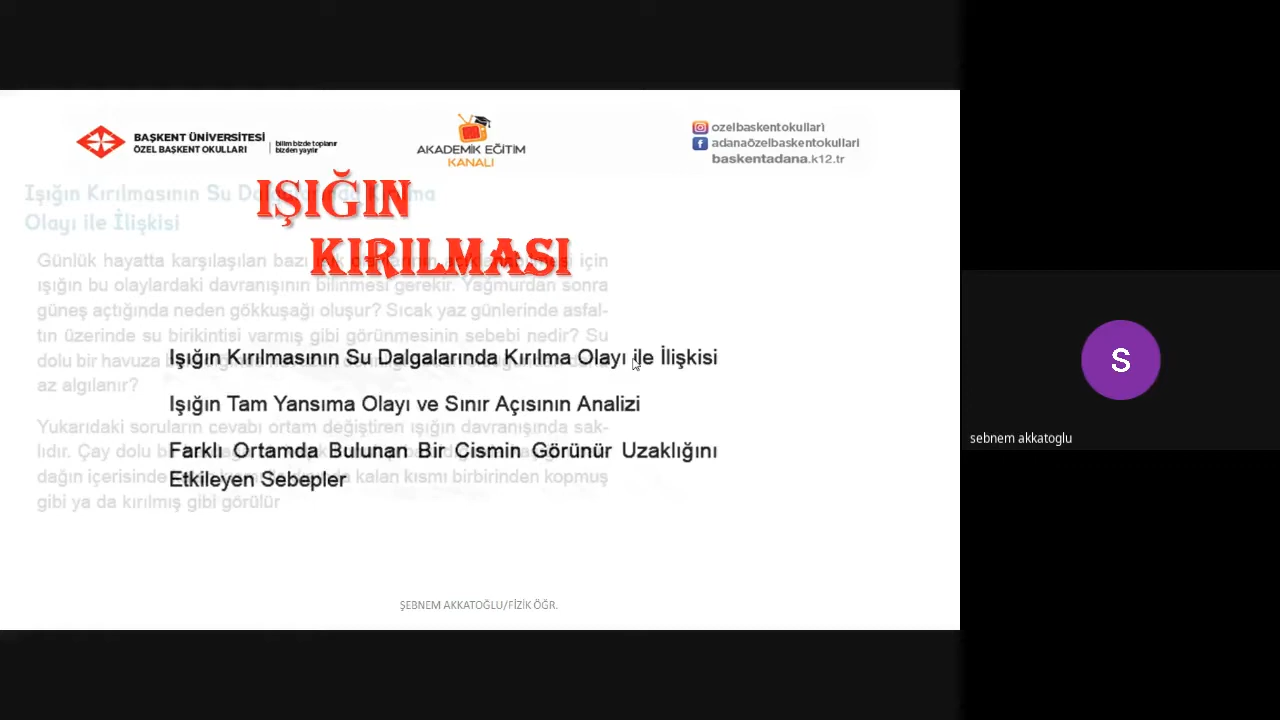 BAŞKENT ÜNİVERSİTESİ
ÖZEL BAŞKENT OKULLARI
bilim bizde toplanır
bizden yayılır
AKADEMİK EĞİTİM
KANALI
ozelbaskentokullari
adanaözelbaskentokullari
baskentadana.k12.tr
IŞIĞIN
KIRILMASI
Işığın Kırılmasının Su Da
Olayı ile İlişkisi
Günlük hayatta karşılaşılan bazı için
ışığın bu olaylardaki davranışının bilinmesi gerekir. Yağmurdan sonra
güneş açtığında neden gökkuşağı oluşur? Sıcak yaz günlerinde asfal-
tın üzerinde su birikintisi varmış gibi görünmesinin sebebi nedir? Su
dolu bir havuza
az algılanır?
Yukarıdaki soruların cevabı ortam değiştiren ışığın davranışında sak-
lıdır. Çay dolu
dağın içerisinde kalan kısmı birbirinden kopmuş
gibi ya da kırılmış gibi görülür
Işığın Kırılmasının Su Dalgalarında Kırılma Olayı ile İlişkisi
Işığın Tam Yansıma Olayı ve Sınır Açısının Analizi
Farklı Ortamda Bulunan Bir Cismin Görünür Uzaklığını
Etkileyen Sebepler
ŞEBNEM AKKATOĞLU/FİZİK ÖĞR.
S
sebnem akkatoglu